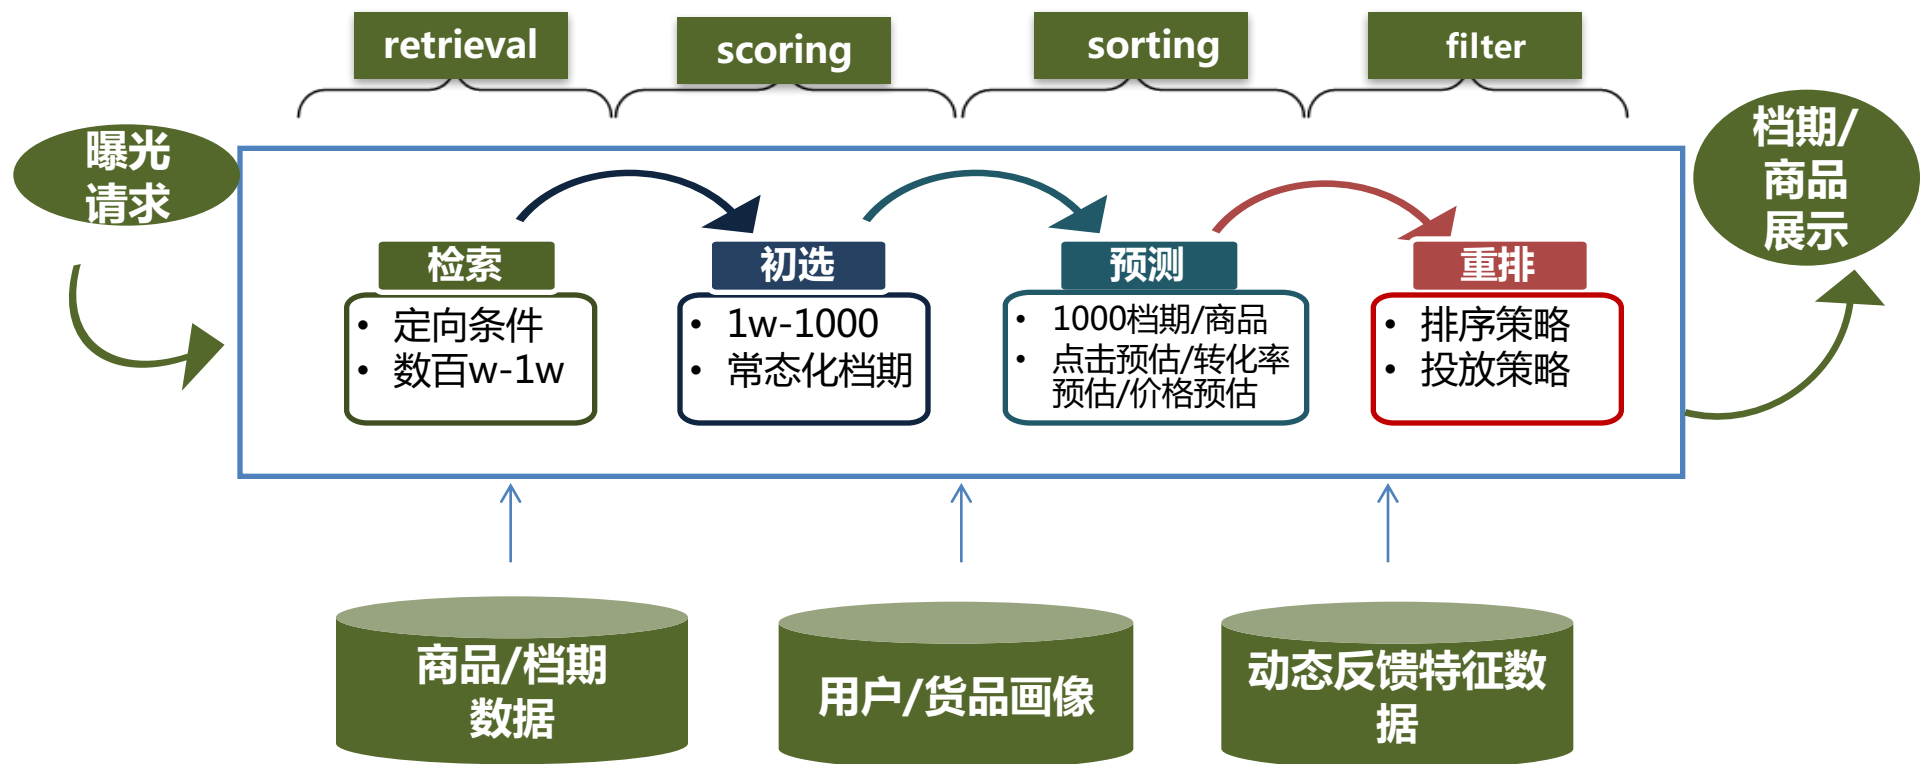 retrieval
scoring
sorting
filter
曝光
请求
档期/
商品
展示
检索
• 定向条件
• 数百w-1w
初选
• 1w-1000
• 常态化档期
预测
• 1000档期/商品
• 点击预估/转化率
预估/价格预估
重排
• 排序策略
• 投放策略
商品/档期
数据
用户/货品画像
动态反馈特征数
据